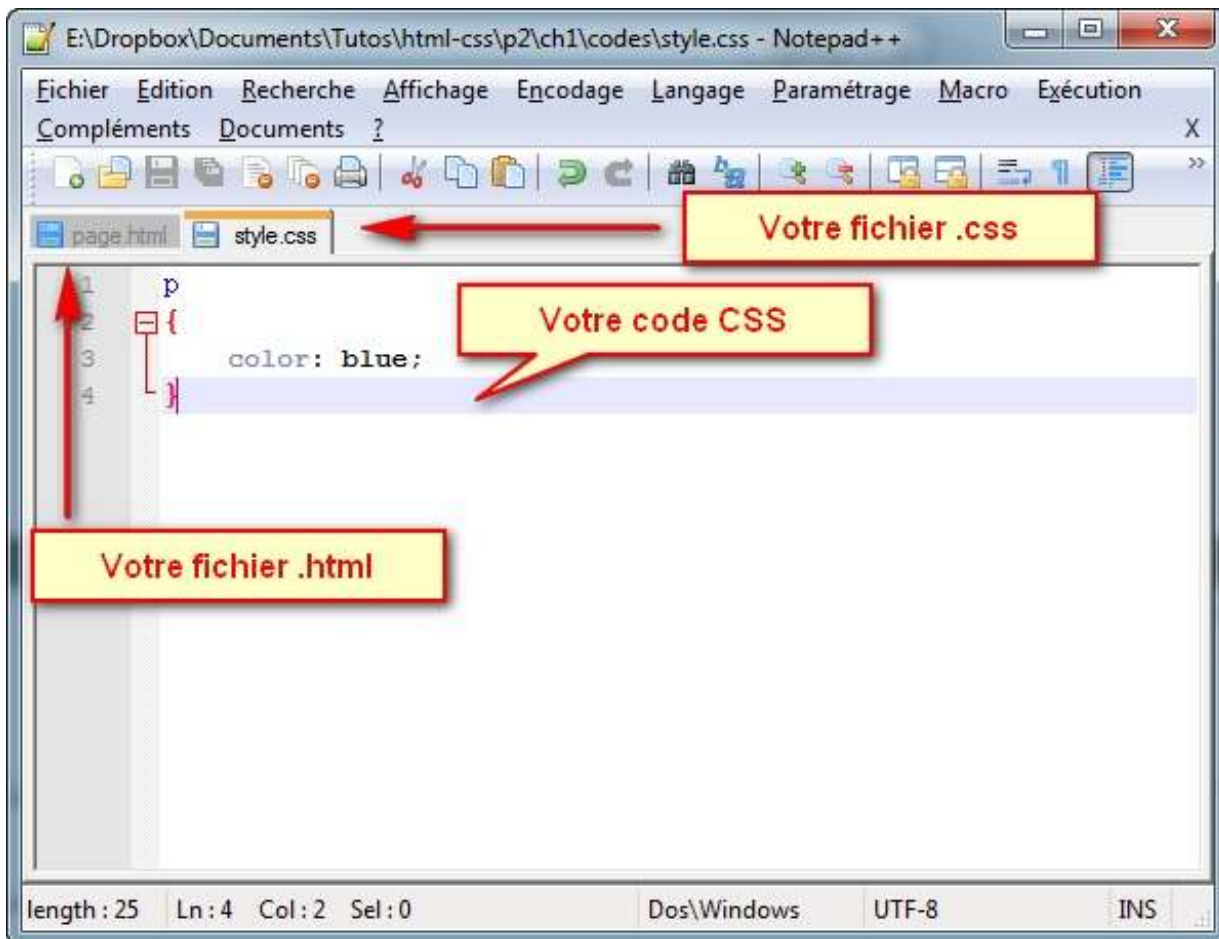 E:\Dropbox\Documents\Tutos\html-css\p2\ch1\codes\style.css - Notepad++
Fichier Edition Recherche Affichage Encodage Langage Paramétrage Macro Exécution
Compléments Documents ? X
page.html style.css
Votre fichier .css
1 p
2 {
Votre code CSS
3 color: blue;
4 }
Votre fichier .html
length : 25 Ln : 4 Col : 2 Sel : 0 Dos\Windows UTF-8 INS